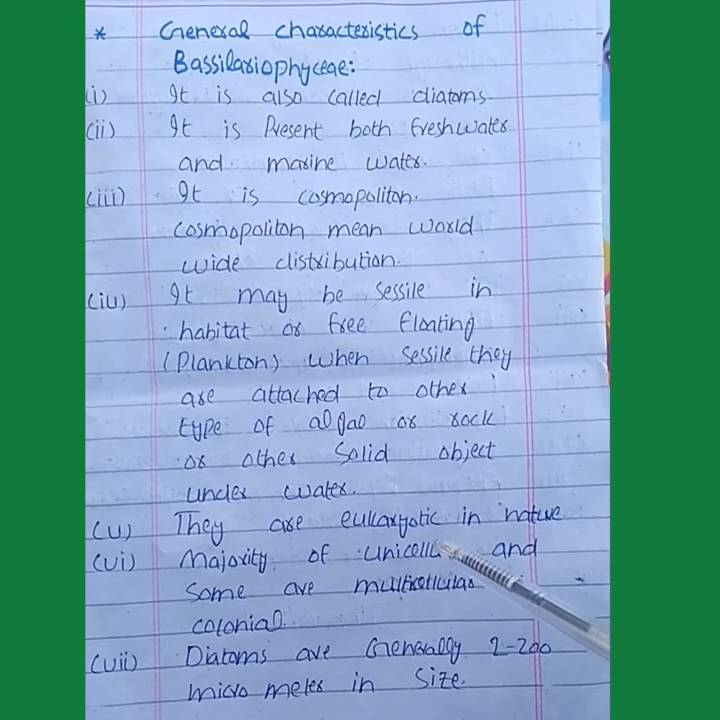 * General characteristics of
Bassilariophyceae:
(i) It is also called diatoms
(ii) It is Present both freshwater
and marine water.
(iii) It is cosmopoliton.
cosmopoliton mean world
wide distribution.
(iv) It may be sessile in
habitat or free floating
(Plankton) when sessile they
are attached to other
type of algae or rock
or other solid object
under water.
(v) They are eukaryotic in nature
(vi) Majority of unicellu and
some are multicellular
colonial.
(vii) Diatoms are Generally 2-200
micro meter in size.